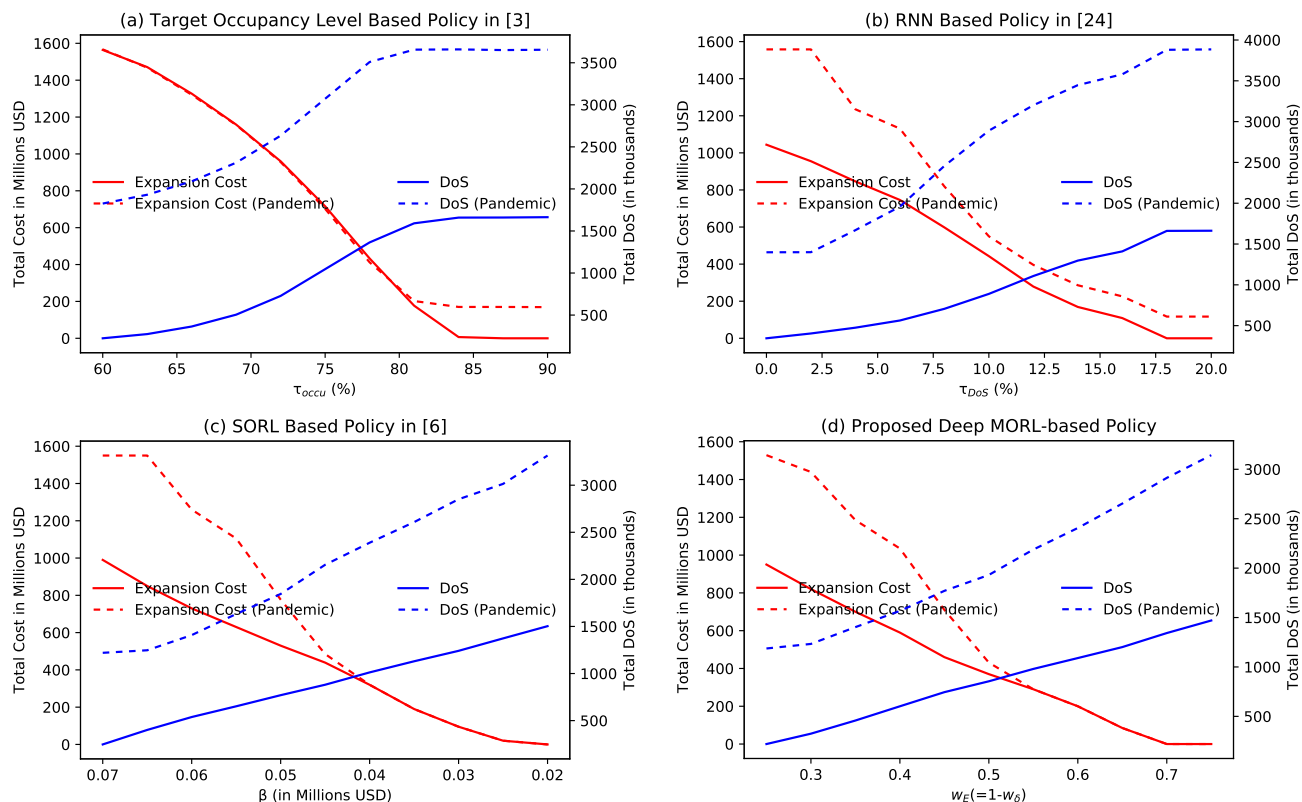 (a) Target Occupancy Level Based Policy in [3]
Total Cost in Millions USD
1600
1400
1200
1000
800
600
400
200
0
Expansion Cost
Expansion Cost (Pandemic)
DoS
DoS (Pandemic)
3500
3000
2500
2000
1500
1000
500
Total DoS (in thousands)
60 65 70 75 80 85 90
τoccu (%)
(b) RNN Based Policy in [24]
Total Cost in Millions USD
1600
1400
1200
1000
800
600
400
200
0
Expansion Cost
Expansion Cost (Pandemic)
DoS
DoS (Pandemic)
4000
3500
3000
2500
2000
1500
1000
500
Total DoS (in thousands)
0.0 2.5 5.0 7.5 10.0 12.5 15.0 17.5 20.0
τDoS (%)
(c) SORL Based Policy in [6]
Total Cost in Millions USD
1600
1400
1200
1000
800
600
400
200
0
Expansion Cost
Expansion Cost (Pandemic)
DoS
DoS (Pandemic)
3000
2500
2000
1500
1000
500
Total DoS (in thousands)
0.07 0.06 0.05 0.04 0.03 0.02
β (in Millions USD)
(d) Proposed Deep MORL-based Policy
Total Cost in Millions USD
1600
1400
1200
1000
800
600
400
200
0
Expansion Cost
Expansion Cost (Pandemic)
DoS
DoS (Pandemic)
3000
2500
2000
1500
1000
500
Total DoS (in thousands)
0.3 0.4 0.5 0.6 0.7
wE(=1-wδ)